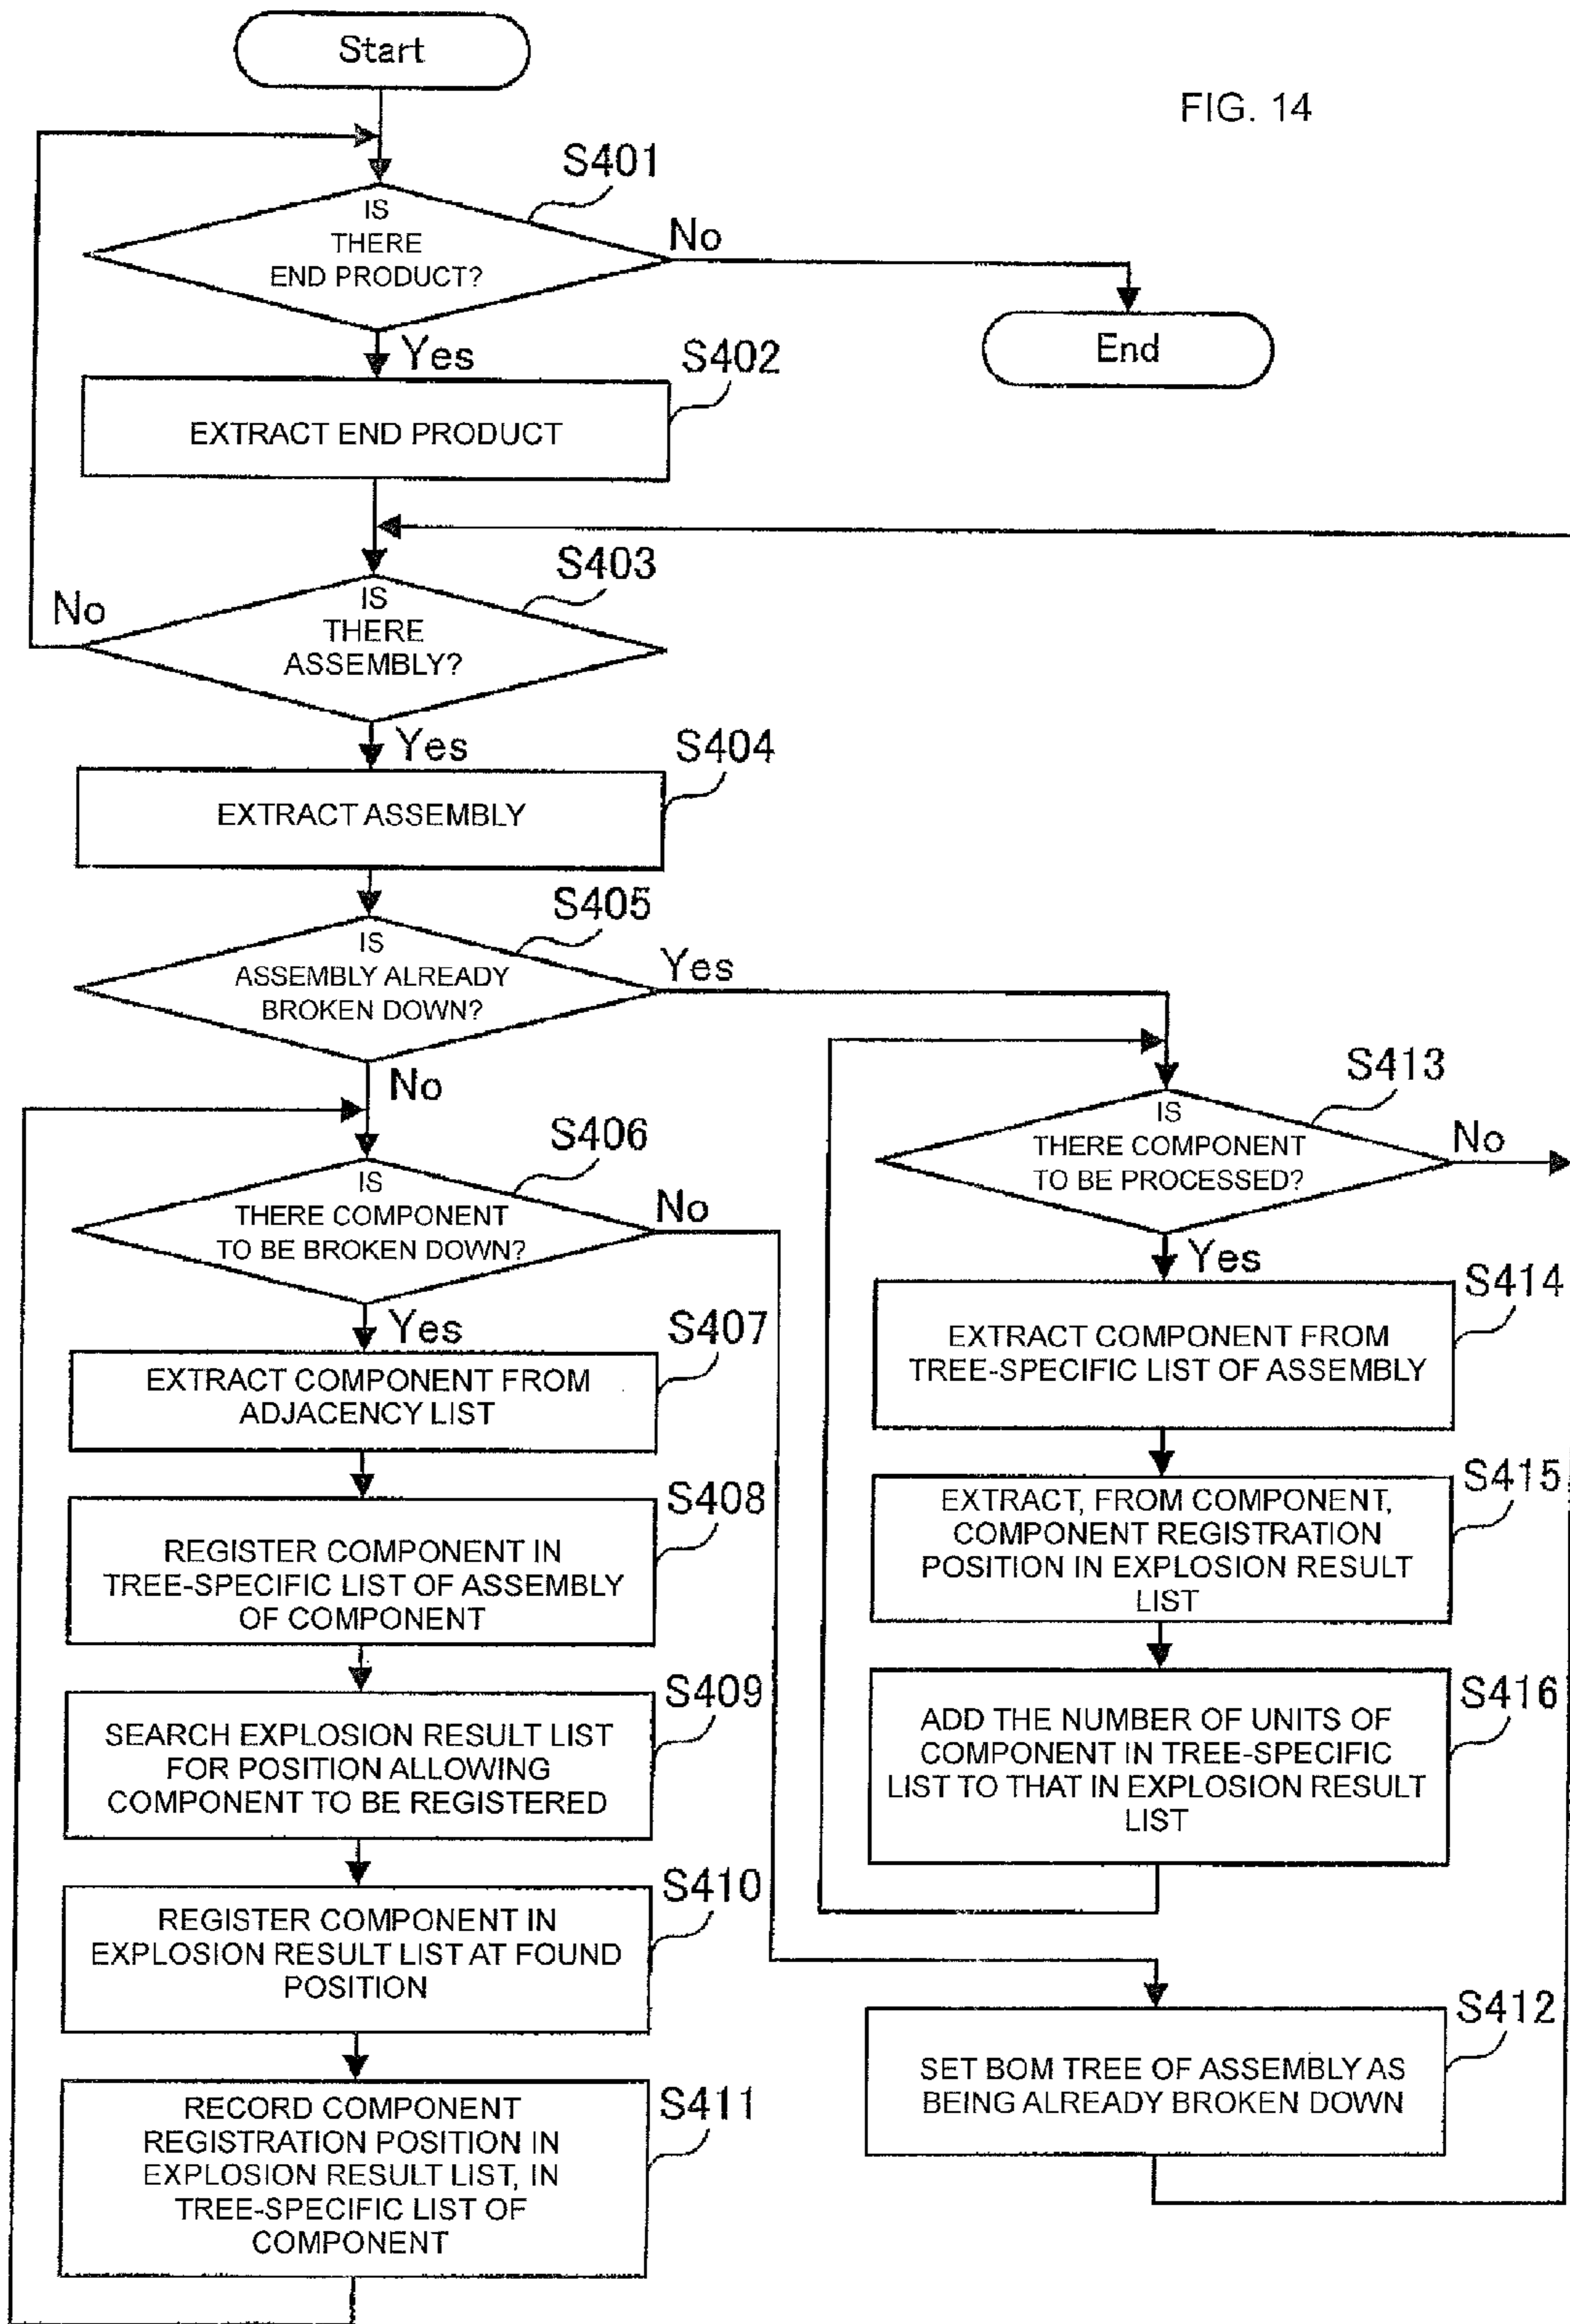 Start
FIG. 14
S401
IS
THERE
END PRODUCT?
No
End
Yes
S402
EXTRACT END PRODUCT
S403
IS
THERE
ASSEMBLY?
No
Yes
S404
EXTRACT ASSEMBLY
S405
IS
ASSEMBLY ALREADY
BROKEN DOWN?
Yes
No
S406
IS
THERE COMPONENT
TO BE BROKEN DOWN?
No
Yes
S407
EXTRACT COMPONENT FROM
ADJACENCY LIST
S408
REGISTER COMPONENT IN
TREE-SPECIFIC LIST OF ASSEMBLY
OF COMPONENT
S409
SEARCH EXPLOSION RESULT LIST
FOR POSITION ALLOWING
COMPONENT TO BE REGISTERED
S410
REGISTER COMPONENT IN
EXPLOSION RESULT LIST AT FOUND
POSITION
S411
RECORD COMPONENT
REGISTRATION POSITION IN
EXPLOSION RESULT LIST, IN
TREE-SPECIFIC LIST OF
COMPONENT
S413
IS
THERE COMPONENT
TO BE PROCESSED?
No
Yes
S414
EXTRACT COMPONENT FROM
TREE-SPECIFIC LIST OF ASSEMBLY
S415
EXTRACT, FROM COMPONENT,
COMPONENT REGISTRATION
POSITION IN EXPLOSION RESULT
LIST
S416
ADD THE NUMBER OF UNITS OF
COMPONENT IN TREE-SPECIFIC
LIST TO THAT IN EXPLOSION RESULT
LIST
S412
SET BOM TREE OF ASSEMBLY AS
BEING ALREADY BROKEN DOWN